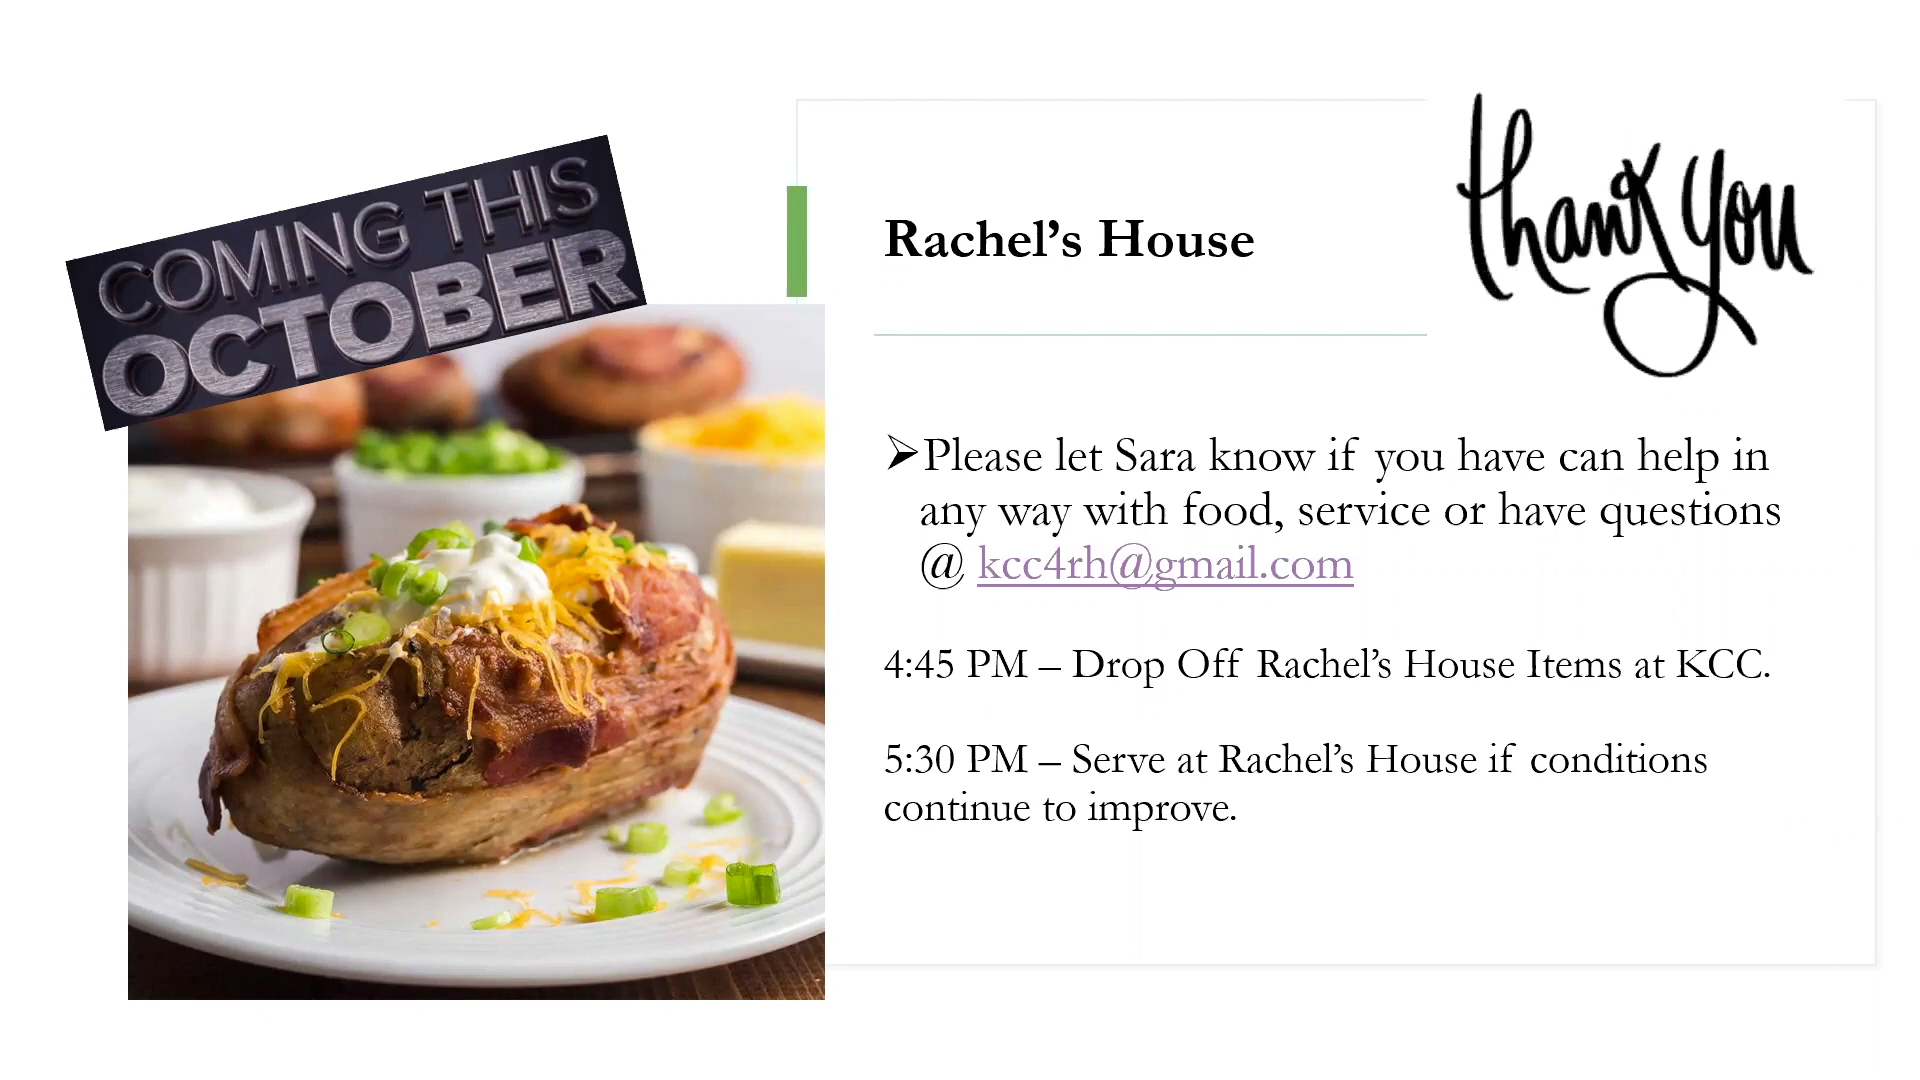 COMING THIS
OCTOBER
Rachel’s House
thank you
➢Please let Sara know if you have can help in
any way with food, service or have questions
@ kcc4rh@gmail.com
4:45 PM – Drop Off Rachel’s House Items at KCC.
5:30 PM – Serve at Rachel’s House if conditions
continue to improve.